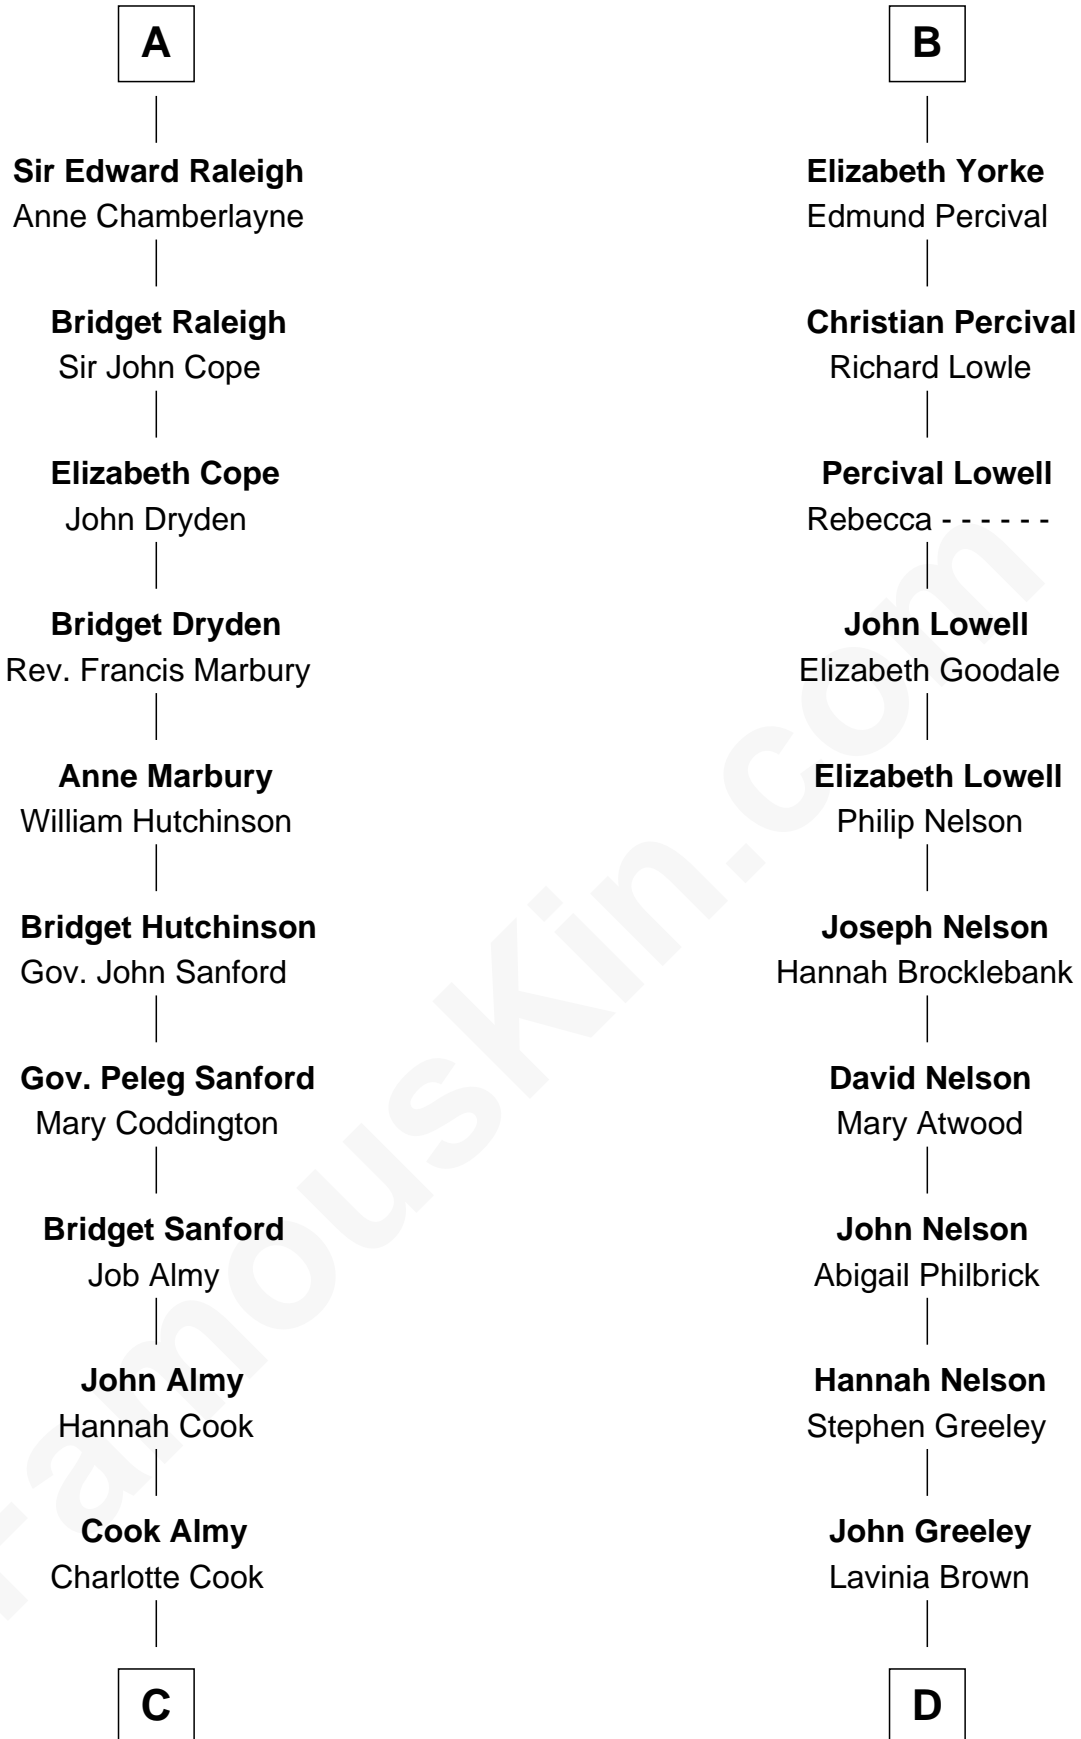 A
Sir Edward Raleigh
Anne Chamberlayne
Bridget Raleigh
Sir John Cope
Elizabeth Cope
John Dryden
Bridget Dryden
Rev. Francis Marbury
Anne Marbury
William Hutchinson
Bridget Hutchinson
Gov. John Sanford
Gov. Peleg Sanford
Mary Coddington
Bridget Sanford
Job Almy
John Almy
Hannah Cook
Cook Almy
Charlotte Cook
C
B
Elizabeth Yorke
Edmund Percival
Christian Percival
Richard Lowle
Percival Lowell
Rebecca - - - - - -
John Lowell
Elizabeth Goodale
Elizabeth Lowell
Philip Nelson
Joseph Nelson
Hannah Brocklebank
David Nelson
Mary Atwood
John Nelson
Abigail Philbrick
Hannah Nelson
Stephen Greeley
John Greeley
Lavinia Brown
D
FamousKin.com